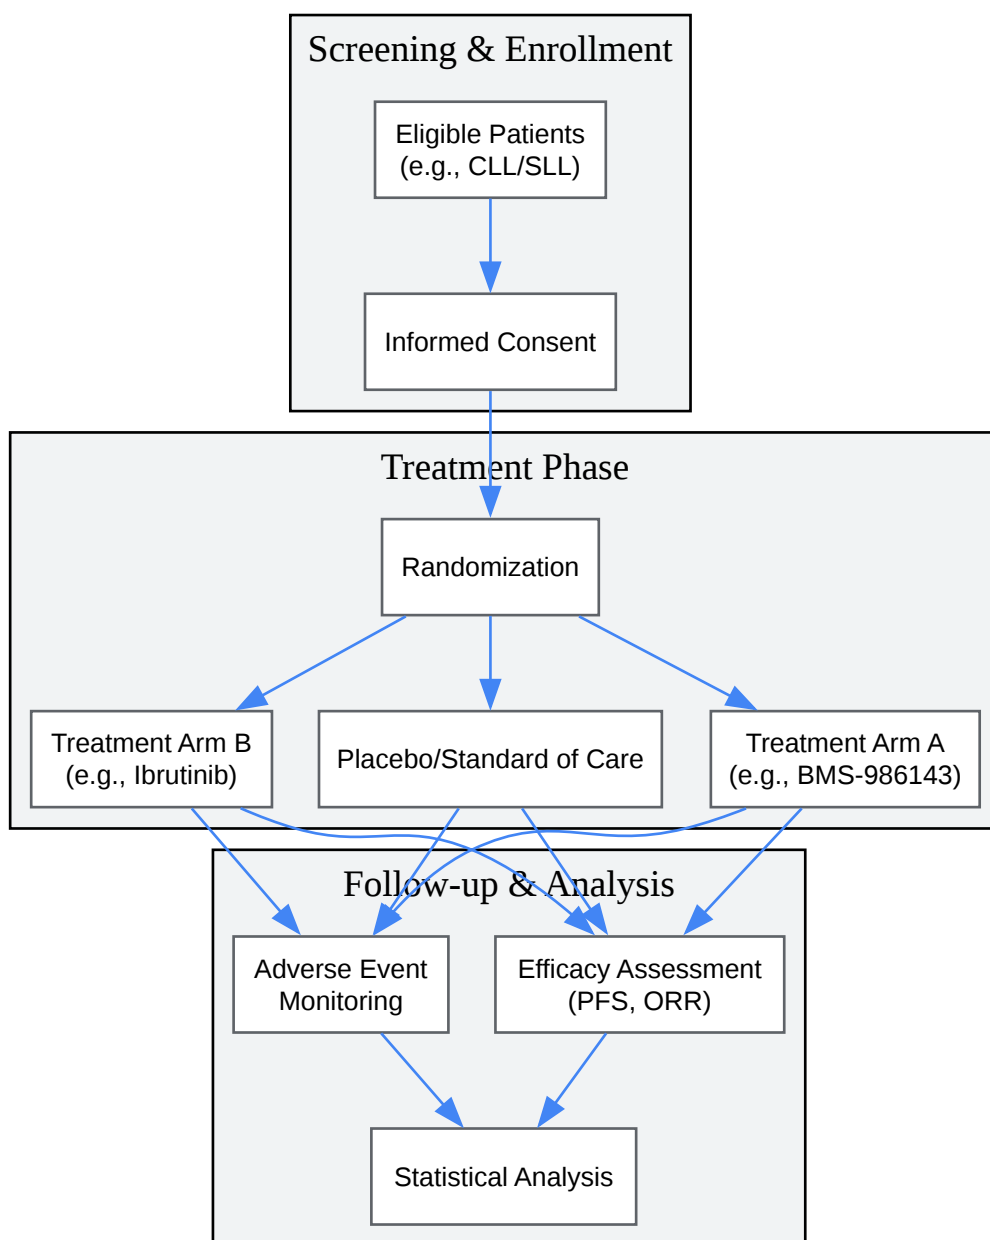 Screening & Enrollment
Eligible Patients
(e.g., CLL/SLL)
Informed Consent
Treatment Phase
Randomization
Treatment Arm B
(e.g., Ibrutinib)
Placebo/Standard of Care
Treatment Arm A
(e.g., BMS-986143)
Follow-up & Analysis
Adverse Event
Monitoring
Efficacy Assessment
(PFS, ORR)
Statistical Analysis